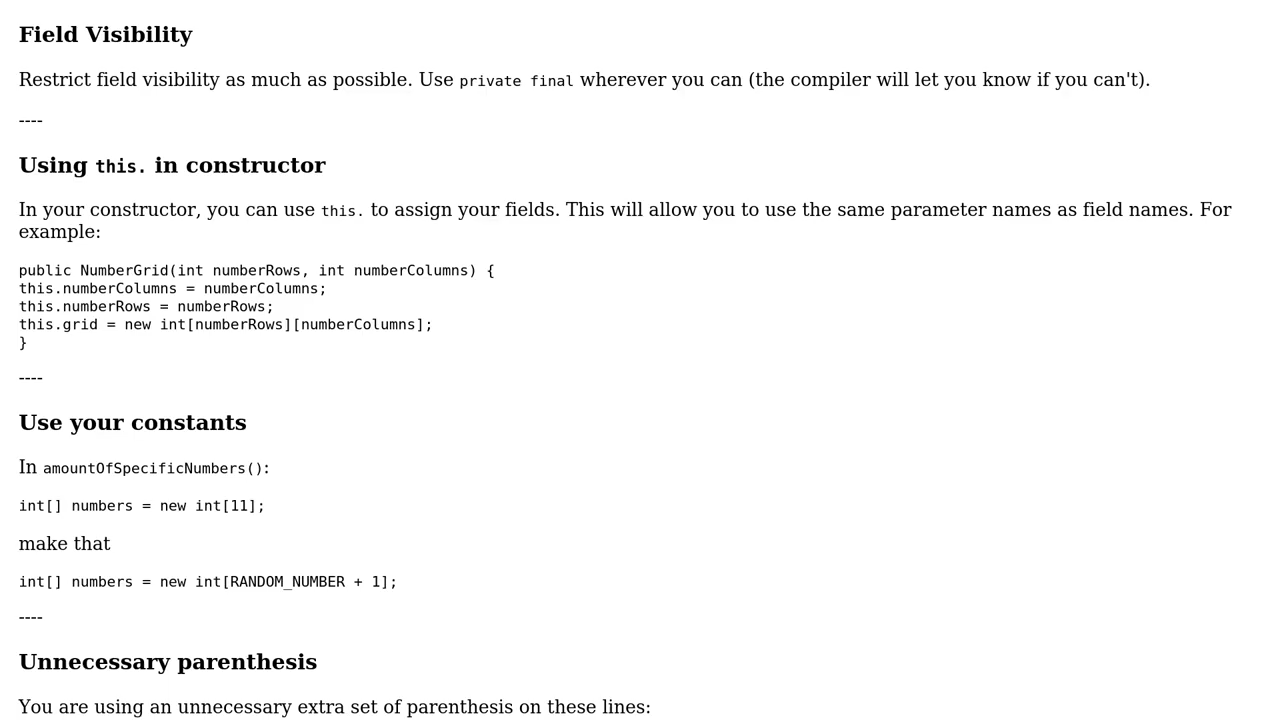 Field Visibility
Restrict field visibility as much as possible. Use private final wherever you can (the compiler will let you know if you can't).
----
Using this. in constructor
In your constructor, you can use this. to assign your fields. This will allow you to use the same parameter names as field names. For
example:
public NumberGrid(int numberRows, int numberColumns) {
this.numberColumns = numberColumns;
this.numberRows = numberRows;
this.grid = new int[numberRows][numberColumns];
}
----
Use your constants
In amountOfSpecificNumbers():
int[] numbers = new int[11];
make that
int[] numbers = new int[RANDOM_NUMBER + 1];
----
Unnecessary parenthesis
You are using an unnecessary extra set of parenthesis on these lines: